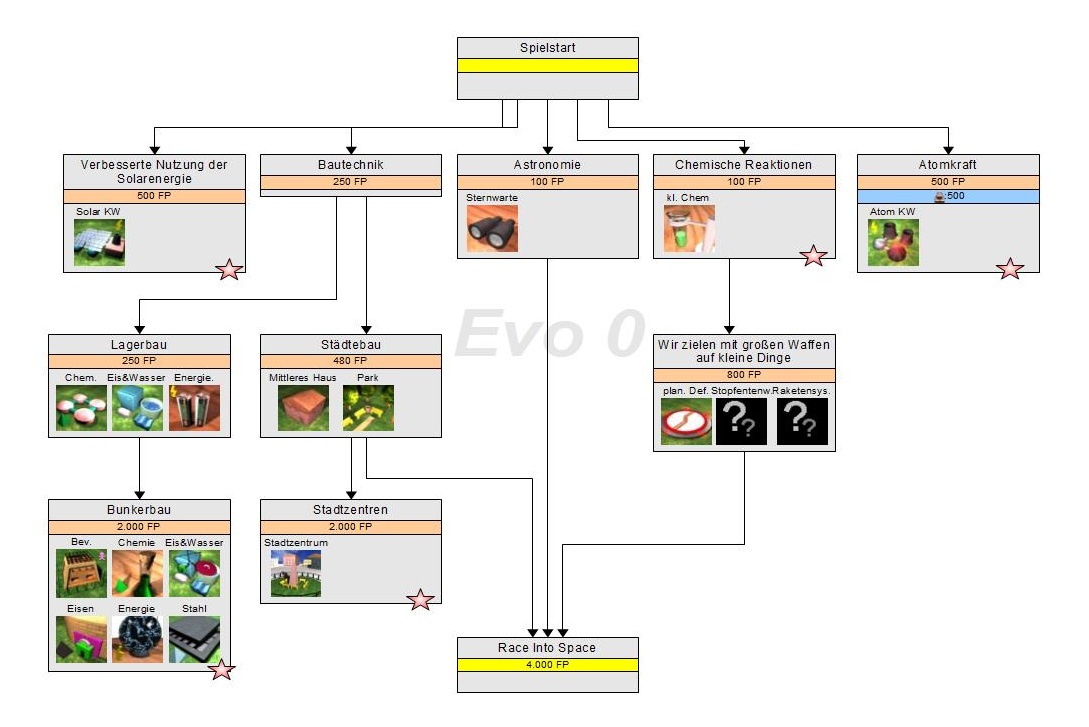 Spielstart
Verbesserte Nutzung der
Solarenergie
500 FP
Solar KW
Bautechnik
250 FP
Astronomie
100 FP
Sternwarte
Chemische Reaktionen
100 FP
kl. Chem
Atomkraft
500 FP
:500
Atom KW
Evo 0
Lagerbau
250 FP
Chem. Eis&Wasser Energie.
Städtebau
480 FP
Mittleres Haus Park
Wir zielen mit großen Waffen
auf kleine Dinge
800 FP
plan. Def. Stopfentenw. Raketensys.
? ? ? ?
Bunkerbau
2.000 FP
Bev. Chemie Eis&Wasser
Eisen Energie Stahl
Stadtzentren
2.000 FP
Stadtzentrum
Race Into Space
4.000 FP